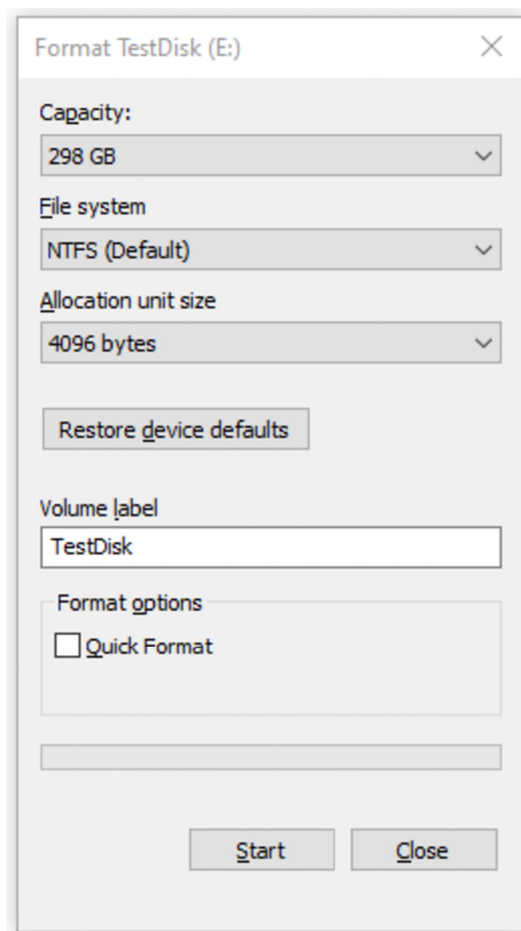 Format TestDisk (E:)
Capacity:
298 GB
File system
NTFS (Default)
Allocation unit size
4096 bytes
Restore device defaults
Volume label
TestDisk
Format options
Quick Format
Start
Close